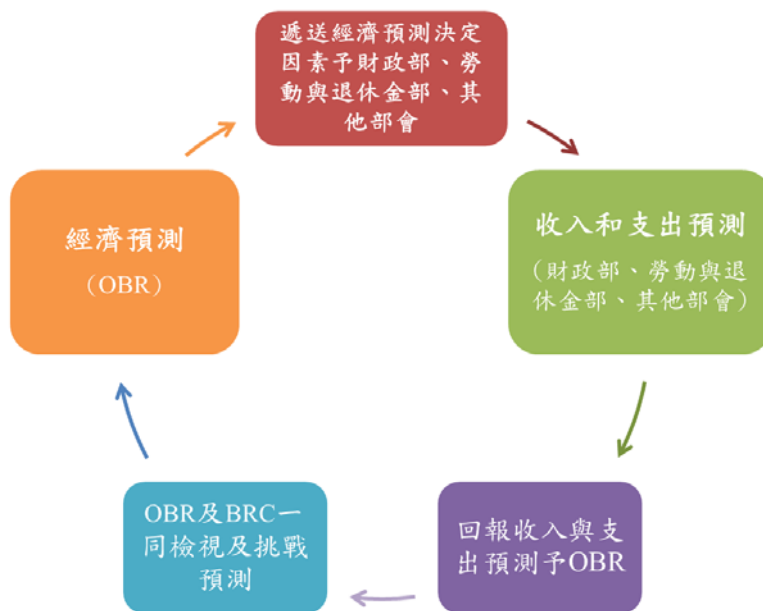 遞送經濟預測決定
因素予財政部、勞
動與退休金部、其
他部會
經濟預測
（OBR）
收入和支出預測
（財政部、勞動與退
休金部、其他部會）
OBR及BRC一
同檢視及挑戰
預測
回報收入與支
出預測予OBR